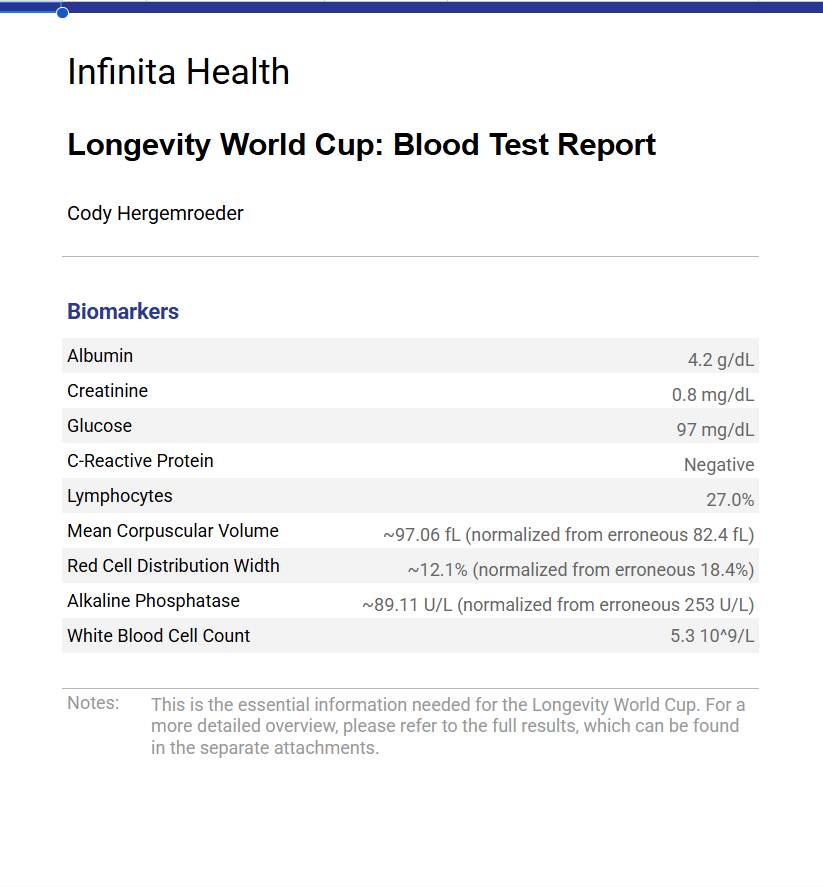 Infinita Health
Longevity World Cup: Blood Test Report
Cody Hergemroeder
Biomarkers
Albumin 4.2 g/dL
Creatinine 0.8 mg/dL
Glucose 97 mg/dL
C-Reactive Protein Negative
Lymphocytes 27.0%
Mean Corpuscular Volume ~97.06 fL (normalized from erroneous 82.4 fL)
Red Cell Distribution Width ~12.1% (normalized from erroneous 18.4%)
Alkaline Phosphatase ~89.11 U/L (normalized from erroneous 253 U/L)
White Blood Cell Count 5.3 10^9/L
Notes: This is the essential information needed for the Longevity World Cup. For a
more detailed overview, please refer to the full results, which can be found
in the separate attachments.